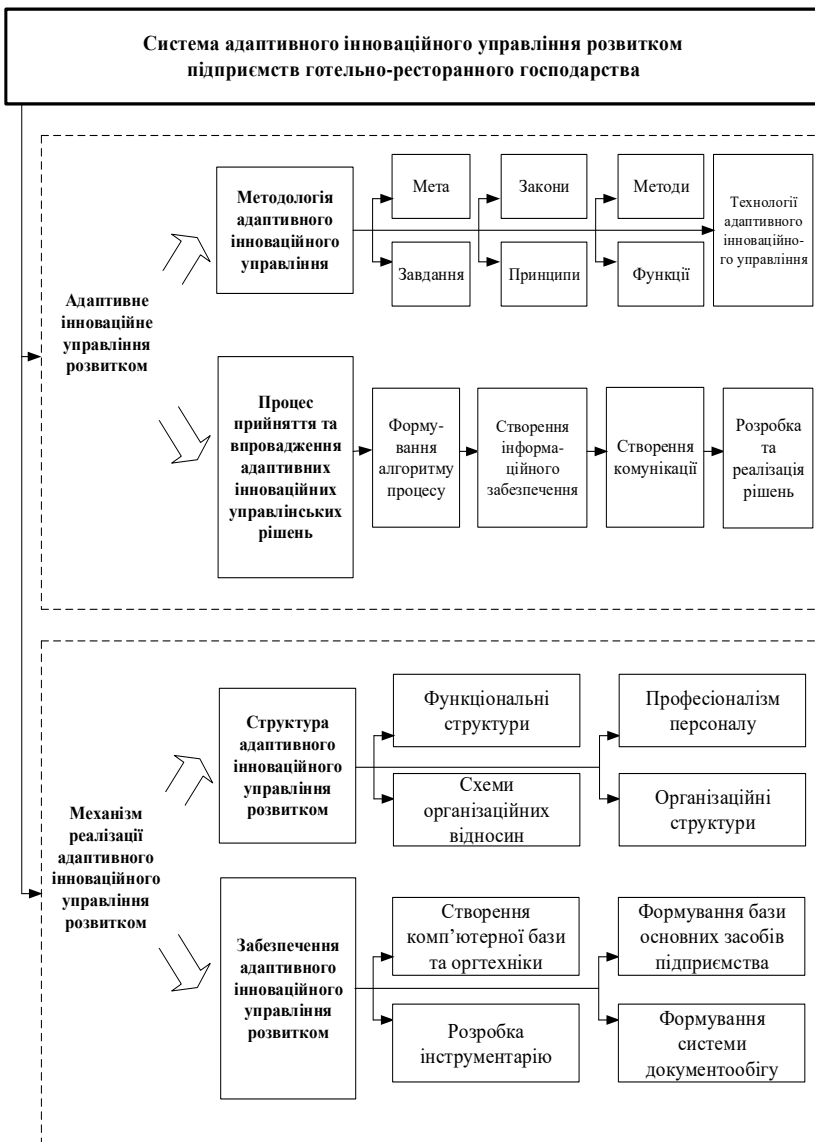 Система адаптивного інноваційного управління розвитком
підприємств готельно-ресторанного господарства
Адаптивне
інноваційне
управління
розвитком
Методологія
адаптивного
інноваційного
управління
Мета
Закони
Методи
Технології
адаптивного
інноваційно-
го управління
Завдання
Принципи
Функції
Процес
прийняття та
впровадження
адаптивних
інноваційних
управлінських
рішень
Форму-
вання
алгоритму
процесу
Створення
інформа-
ційного
забезпечення
Створення
комунікації
Розробка
та
реалізація
рішень
Механізм
реалізації
адаптивного
інноваційного
управління
розвитком
Структура
адаптивного
інноваційного
управління
розвитком
Функціональні
структури
Професіоналізм
персоналу
Схеми
організаційних
відносин
Організаційні
структури
Забезпечення
адаптивного
інноваційного
управління
розвитком
Створення
комп’ютерної бази
та оргтехніки
Формування бази
основних засобів
підприємства
Розробка
інструментарію
Формування
системи
документообігу